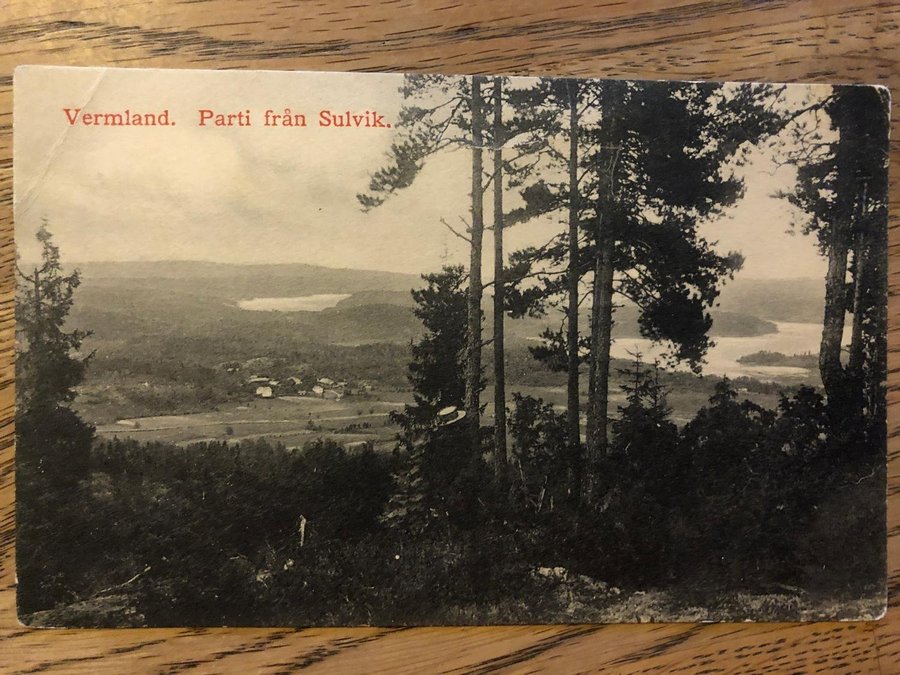 Vermland. Parti från Sulvik.